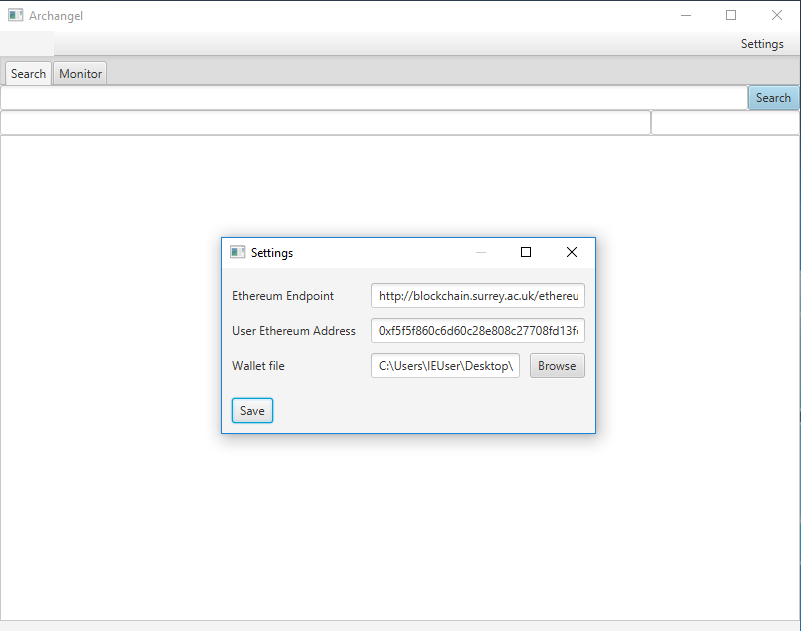 Archangel
Settings
Search Monitor
Search
Settings
Ethereum Endpoint http://blockchain.surrey.ac.uk/ethereu
User Ethereum Address 0xf5f5f860c6d60c28e808c27708fd13f
Wallet file C:\Users\IEUser\Desktop\ Browse
Save